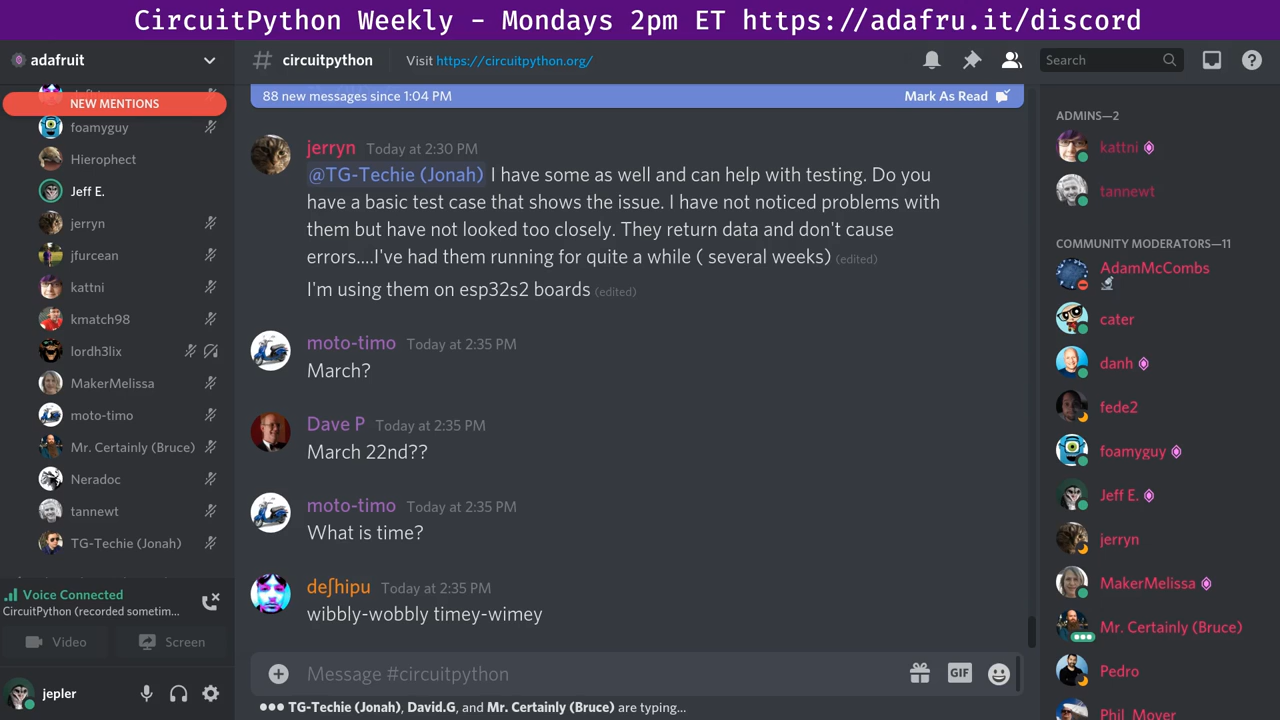 CircuitPython Weekly - Mondays 2pm ET https://adafru.it/discord
adafruit
NEW MENTIONS
foamyguy
Hierophect
Jeff E.
jerryn
jfurcean
kattni
kmatch98
lordh3lix
MakerMelissa
moto-timo
Mr. Certainly (Bruce)
Neradoc
tannewt
TG-Techie (Jonah)
Voice Connected
CircuitPython (recorded sometim...
Video
Screen
jepler
# circuitpython
Visit https://circuitpython.org/
Search
88 new messages since 1:04 PM
Mark As Read
jerryn Today at 2:30 PM
@TG-Techie (Jonah) I have some as well and can help with testing. Do you
have a basic test case that shows the issue. I have not noticed problems with
them but have not looked too closely. They return data and don't cause
errors....I've had them running for quite a while ( several weeks) (edited)
I'm using them on esp32s2 boards (edited)
moto-timo Today at 2:35 PM
March?
Dave P Today at 2:35 PM
March 22nd??
moto-timo Today at 2:35 PM
What is time?
deʃhipu Today at 2:35 PM
wibbly-wobbly timey-wimey
Message #circuitpython
GIF
TG-Techie (Jonah), David.G, and Mr. Certainly (Bruce) are typing...
ADMINS—2
kattni
tannewt
COMMUNITY MODERATORS—11
AdamMcCombs
cater
danh
fede2
foamyguy
Jeff E.
jerryn
MakerMelissa
Mr. Certainly (Bruce)
Pedro
Phil_Moyer